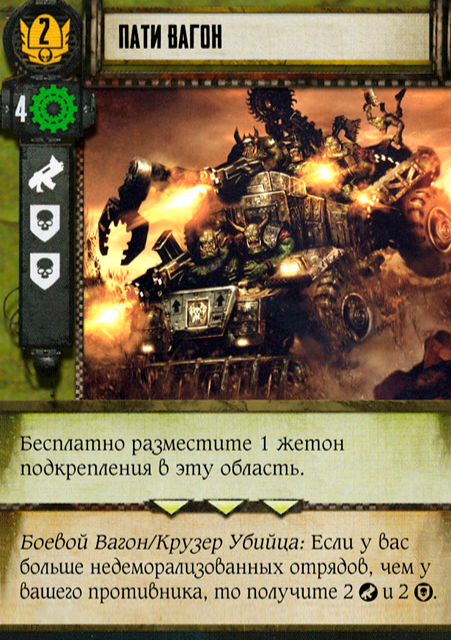 2
ПАТИ ВАГОН
4
Бесплатно разместите 1 жетон
подкрепления в эту область.
Боевой Вагон/Крузер Убийца: Если у вас
больше недеморализованных отрядов, чем у
вашего противника, то получите 2 и 2 .